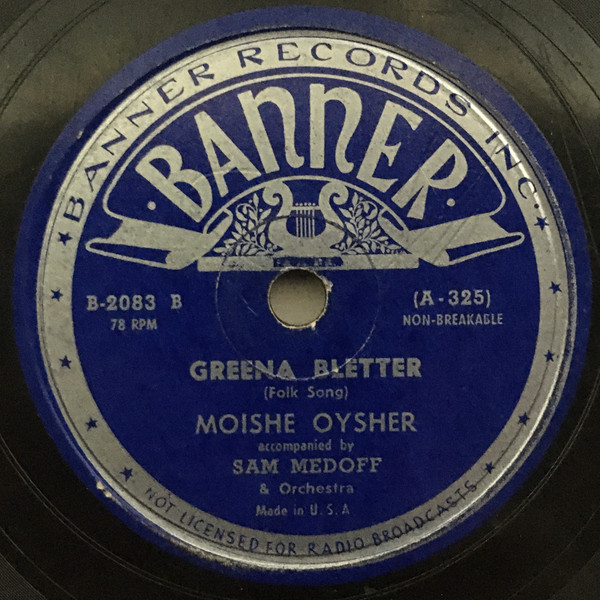 BANNER RECORDS INC.
BANNER
B-2083 B
78 RPM
(A-325)
NON-BREAKABLE
GREENA BLETTER
(Folk Song)
MOISHE OYSHER
accompanied by
SAM MEDOFF
& Orchestra
Made in U. S. A
NOT LICENSED FOR RADIO BROADCASTS